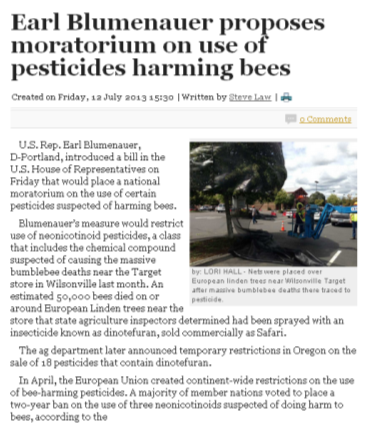 Earl Blumenauer proposes
moratorium on use of
pesticides harming bees
Created on Friday, 12 July 2013 15:30 | Written by Steve Law |
0 Comments
U.S. Rep. Earl Blumenauer,
D-Portland, introduced a bill in the
U.S. House of Representatives on
Friday that would place a national
moratorium on the use of certain
pesticides suspected of harming bees.
Blumenauer's measure would restrict
use of neonicotinoid pesticides, a class
that includes the chemical compound
suspected of causing the massive
bumblebee deaths near the Target
store in Wilsonville last month. An
estimated 50,000 bees died on or
around European Linden trees near the
by: LORI HALL - Nets were placed over
European linden trees near Wilsonville Target
after massive bumblebee deaths there traced to
pesticide.
store that state agriculture inspectors determined had been sprayed with an
insecticide known as dinotefuran, sold commercially as Safari.
The ag department later announced temporary restrictions in Oregon on the
sale of 18 pesticides that contain dinotefuran.
In April, the European Union created continent-wide restrictions on the use
of bee-harming pesticides. A majority of member nations voted to place a
two-year ban on the use of three neonicotinoids suspected of doing harm to
bees, according to the